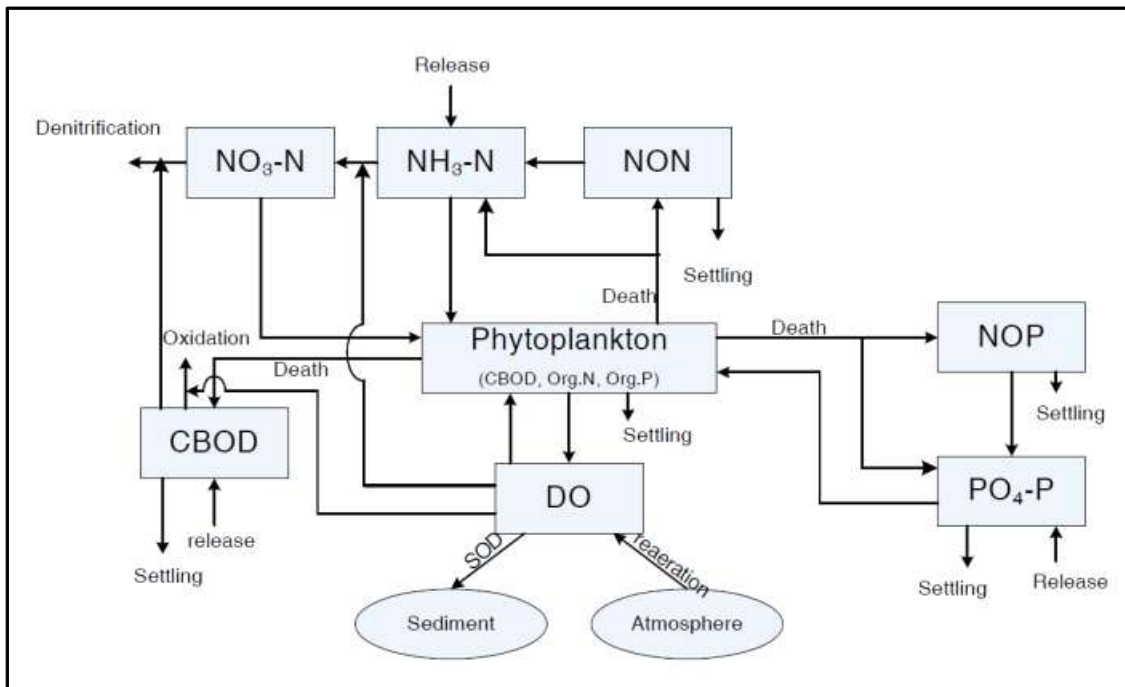 Release
Denitrification
NO₃-N
NH₃-N
NON
Settling
Death
Oxidation
Death
Phytoplankton
(CBOD, Org.N, Org.P)
Death
NOP
Settling
Settling
CBOD
DO
PO₄-P
release
Settling
SOD
reaeration
Settling
Release
Sediment
Atmosphere